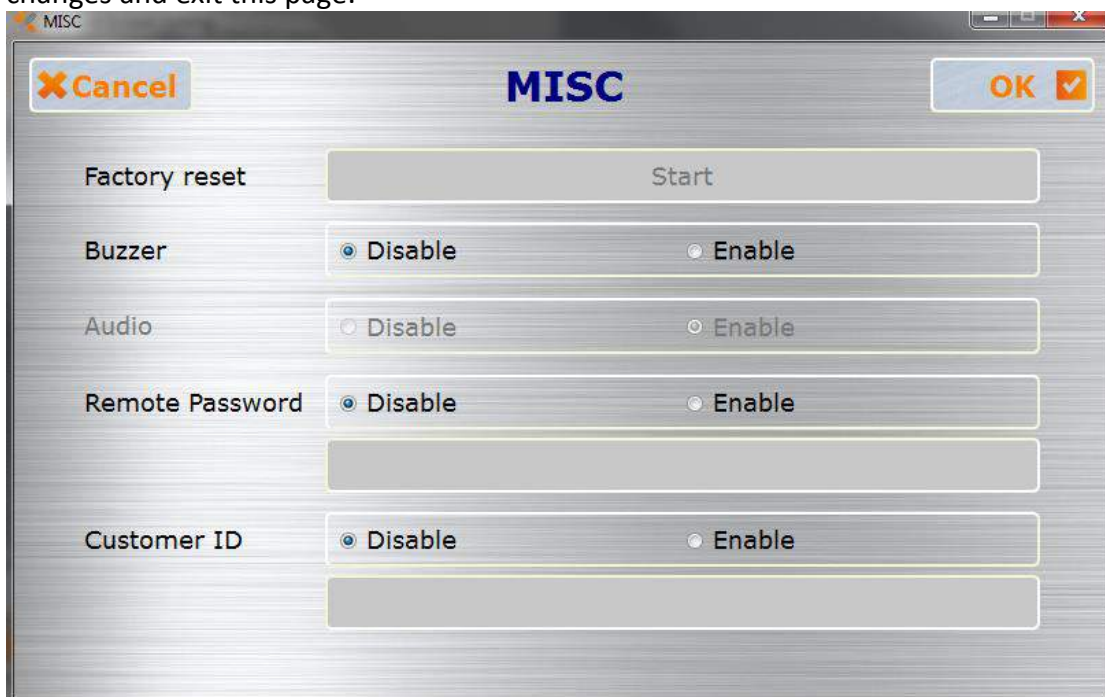 changes and exit this page.
MISC
Cancel
MISC
OK
Factory reset
Start
Buzzer
Disable
Enable
Audio
Disable
Enable
Remote Password
Disable
Enable
Customer ID
Disable
Enable